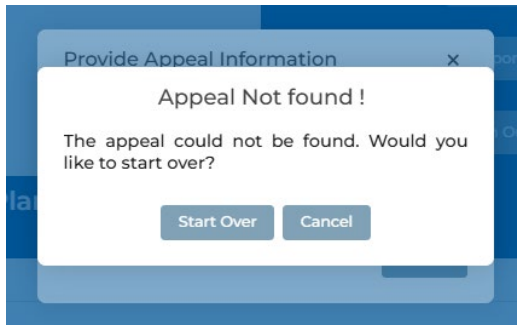 Provide Appeal Information ×
Appeal Not found !
The appeal could not be found. Would you
like to start over?
Start Over Cancel